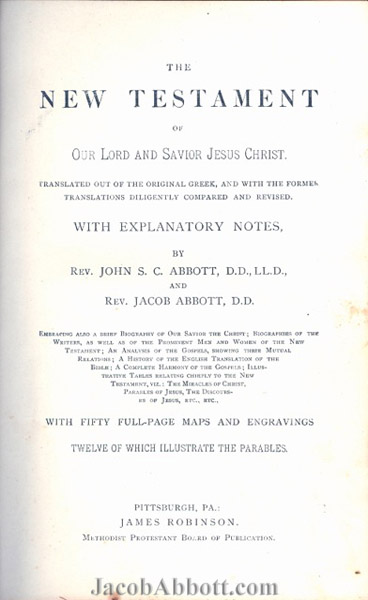 THE
NEW TESTAMENT
OF
OUR LORD AND SAVIOR JESUS CHRIST.
TRANSLATED OUT OF THE ORIGINAL GREEK, AND WITH THE FORMER
TRANSLATIONS DILIGENTLY COMPARED AND REVISED.
WITH EXPLANATORY NOTES,
BY
REV. JOHN S. C. ABBOTT, D.D., LL.D.,
AND
REV. JACOB ABBOTT, D.D.
EMBRACING ALSO A BRIEF BIOGRAPHY OF OUR SAVIOR THE CHRIST; BIOGRAPHIES OF THE
WRITERS, AS WELL AS OF THE PROMINENT MEN AND WOMEN OF THE NEW
TESTAMENT; AN ANALYSIS OF THE GOSPELS, SHOWING THEIR MUTUAL
RELATIONS; A HISTORY OF THE ENGLISH TRANSLATION OF THE
BIBLE; A COMPLETE HARMONY OF THE GOSPELS; ILLUS-
TRATIVE TABLES RELATING CHIEFLY TO THE NEW
TESTAMENT, VIZ.: THE MIRACLES OF CHRIST,
PARABLES OF JESUS, THE DISCOURS-
ES OF JESUS, ETC., ETC.,
WITH FIFTY FULL-PAGE MAPS AND ENGRAVINGS
TWELVE OF WHICH ILLUSTRATE THE PARABLES.
PITTSBURGH, PA.:
JAMES ROBINSON.
METHODIST PROTESTANT BOARD OF PUBLICATION.
JacobAbbott.com